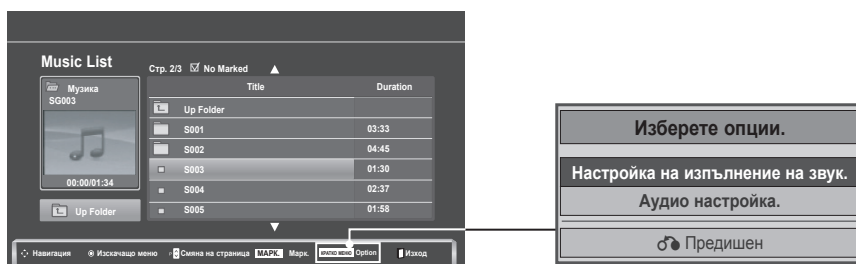 Music List
Стр. 2/3 No Marked
Музика
SG003
00:00/01:34
Up Folder
Title Duration
Up Folder
S001 03:33
S002 04:45
S003 01:30
S004 02:37
S005 01:58
Навигация Изскачащо меню P Смяна на страница МАРК. Марк. КРАТКО МЕНЮ Option Изход
Изберете опции.
Настройка на изпълнение на звук.
Аудио настройка.
Предишен